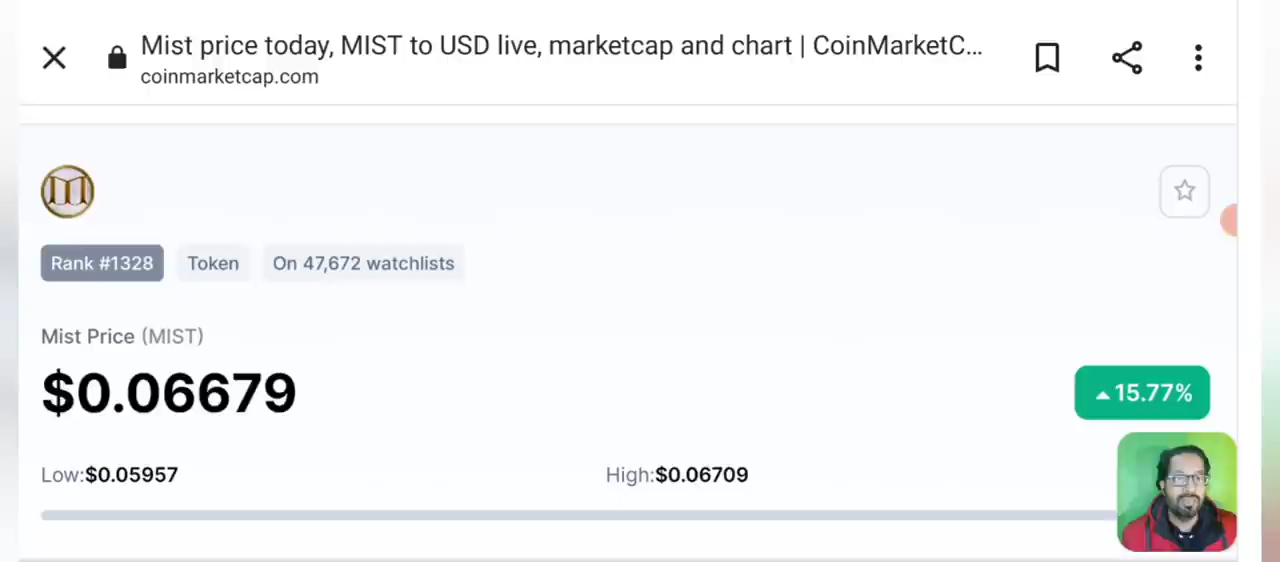 Mist price today, MIST to USD live, marketcap and chart | CoinMarketC...
coinmarketcap.com
Rank #1328 Token On 47,672 watchlists
Mist Price (MIST)
$0.06679 15.77%
Low:$0.05957 High:$0.06709